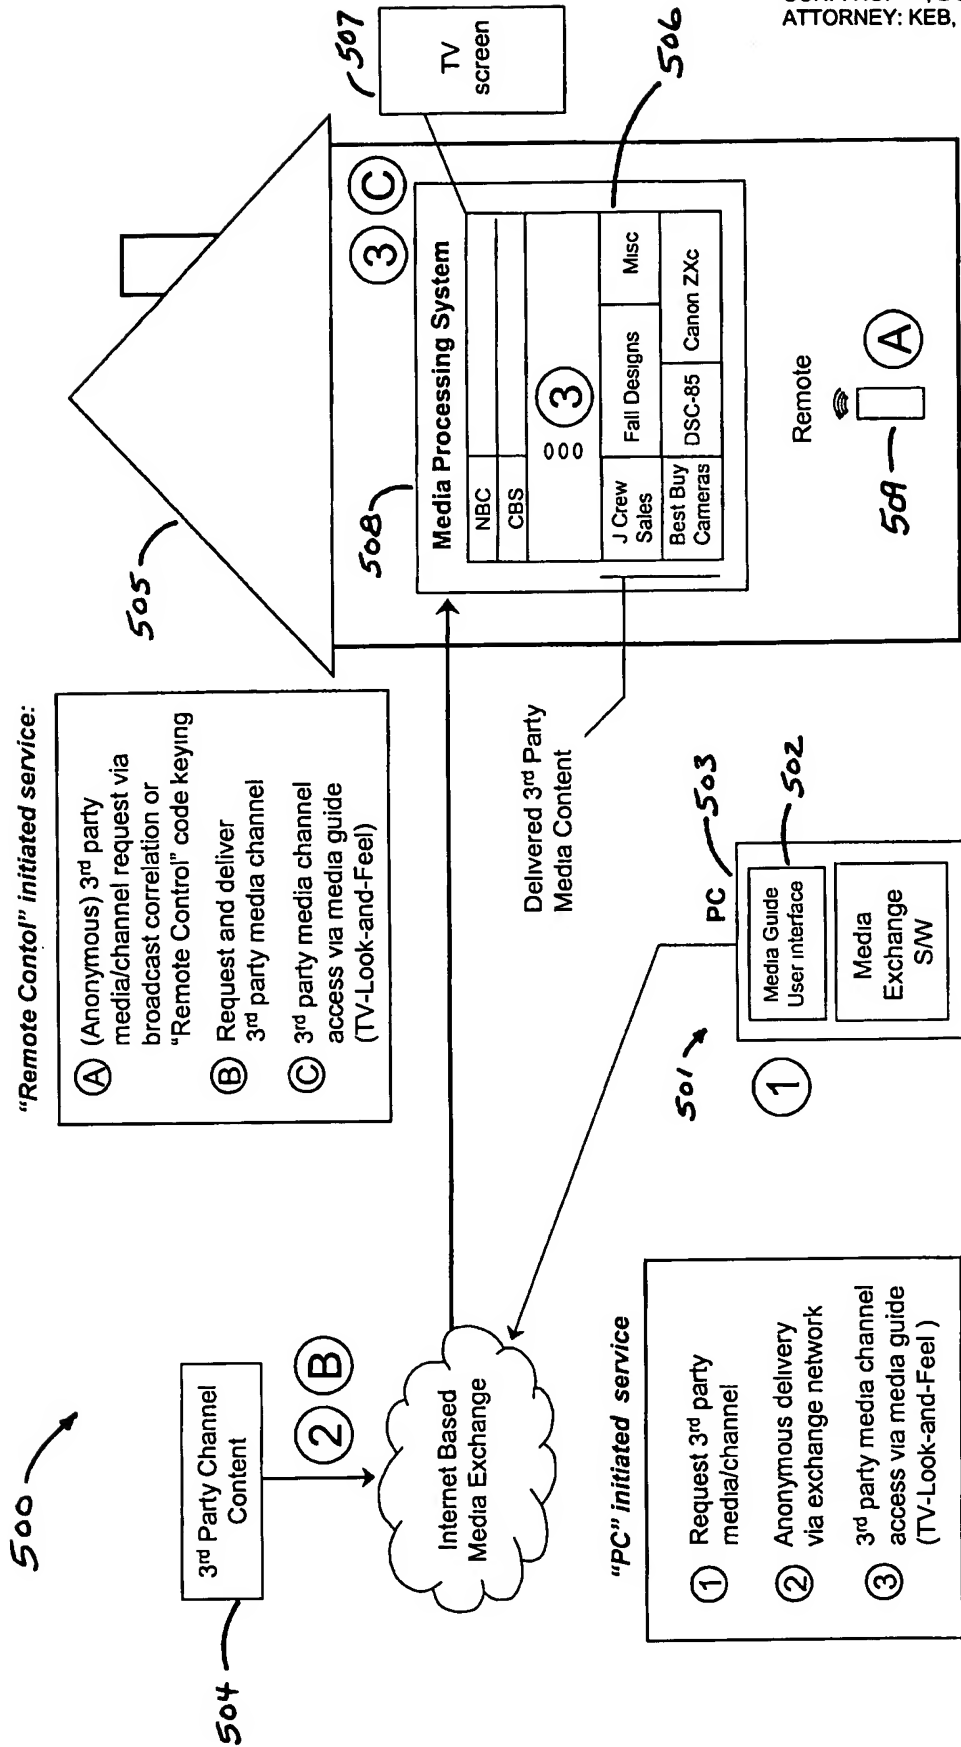 ATTORNEY: KEB,
500
504
3rd Party Channel
Content
2 B
Internet Based
Media Exchange
"Remote Contol" initiated service:
A (Anonymous) 3rd party
media/channel request via
broadcast correlation or
"Remote Control" code keying
B Request and deliver
3rd party media channel
C 3rd party media channel
access via media guide
(TV-Look-and-Feel)
505
3 C
507
TV
screen
508
Media Processing System
NBC
CBS
000 3
J Crew
Sales
Fall Designs
Misc
Best Buy
Cameras
DSC-85
Canon ZXc
506
Remote
A
509
Delivered 3rd Party
Media Content
"PC" initiated service
1 Request 3rd party
media/channel
2 Anonymous delivery
via exchange network
3 3rd party media channel
access via media guide
(TV-Look-and-Feel )
501
1
PC
503
Media Guide
User interface
502
Media
Exchange
S/W